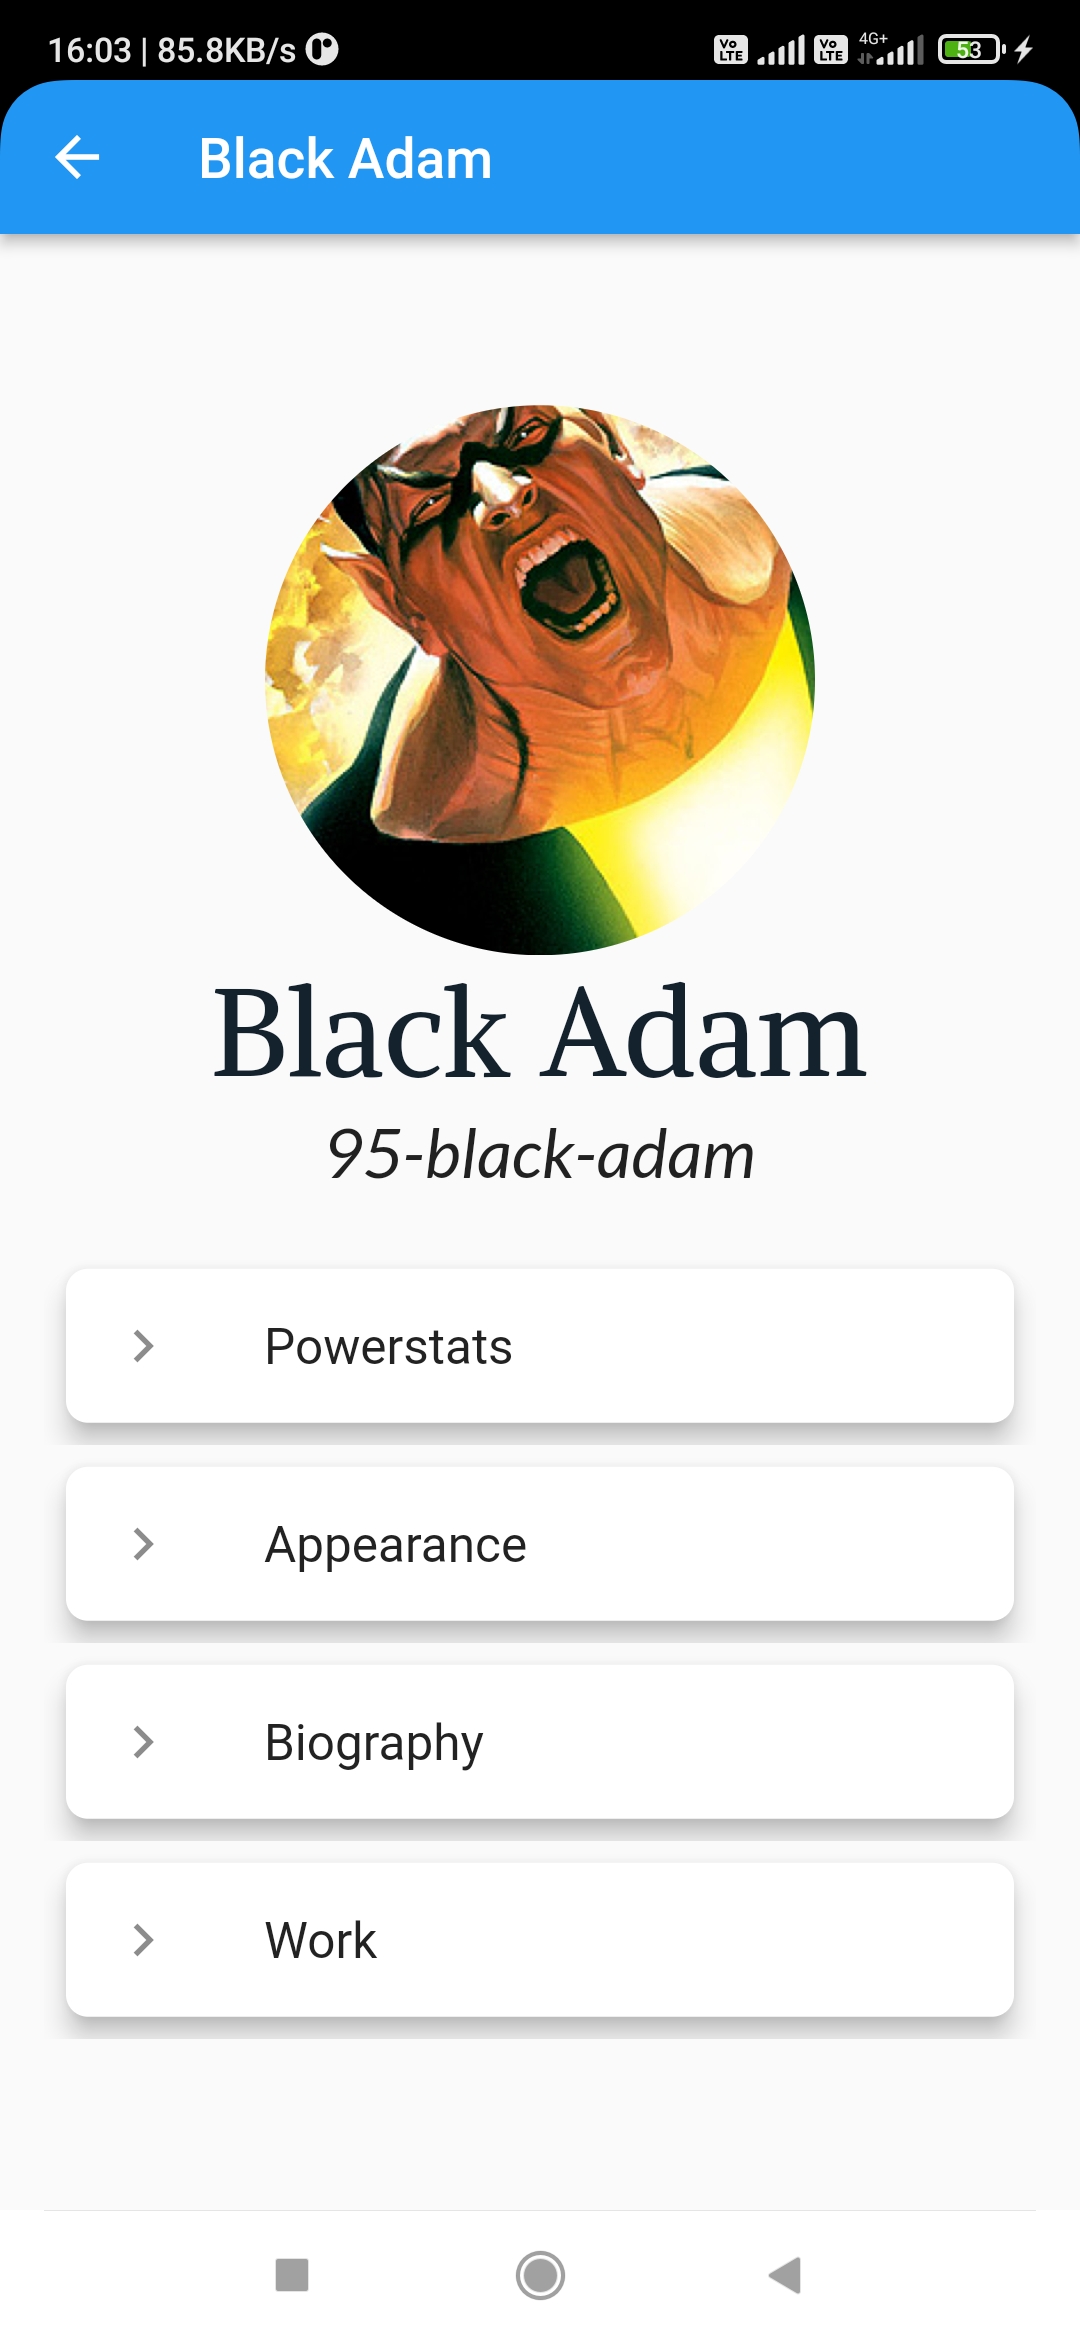 16:03 | 85.8KB/s
Vo LTE Vo LTE 4G+ 53
Black Adam
Black Adam
95-black-adam
Powerstats
Appearance
Biography
Work